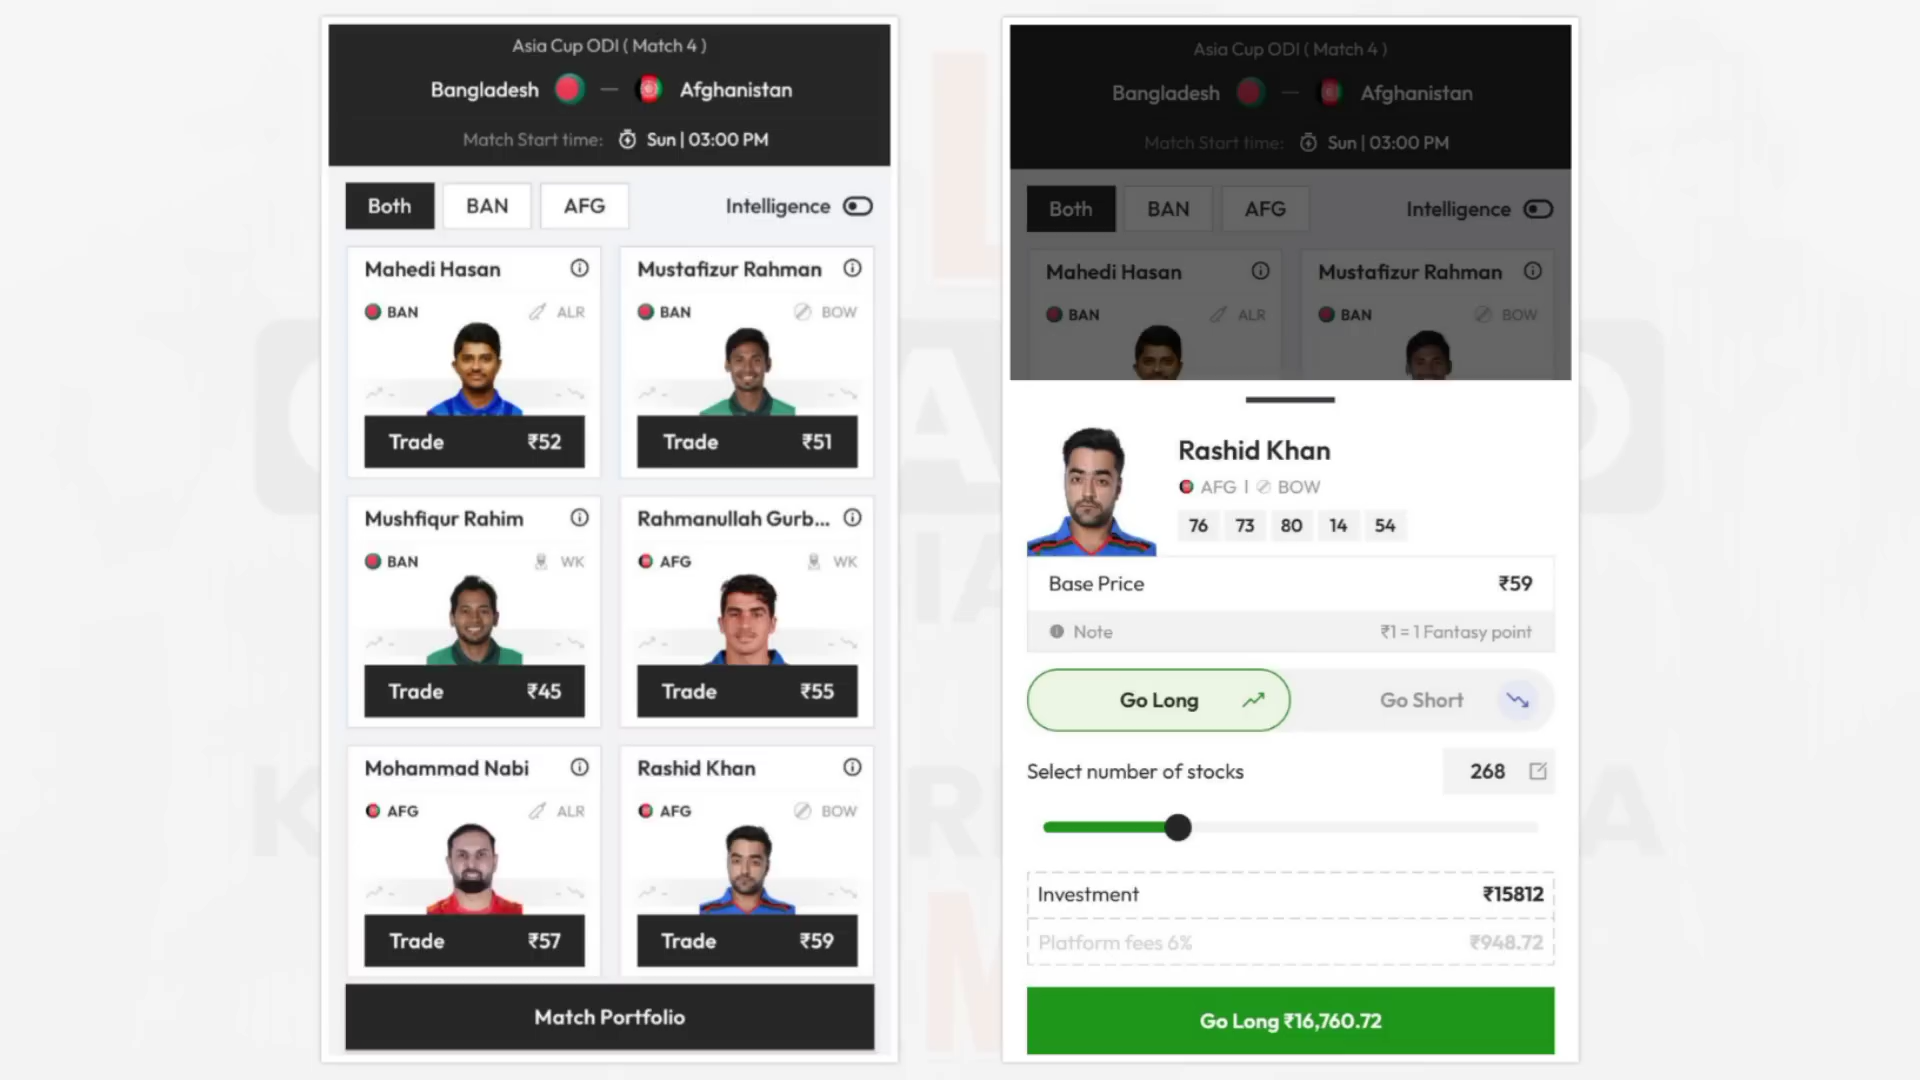 Asia Cup ODI ( Match 4 )
Bangladesh — Afghanistan
Match Start time: Sun | 03:00 PM
Both BAN AFG Intelligence
Mahedi Hasan Mustafizur Rahman
BAN ALR BAN BOW
Trade ₹52 Trade ₹51
Mushfiqur Rahim Rahmanullah Gurb...
BAN WK AFG WK
Trade ₹45 Trade ₹55
Mohammad Nabi Rashid Khan
AFG ALR AFG BOW
Trade ₹57 Trade ₹59
Match Portfolio
Asia Cup ODI ( Match 4 )
Bangladesh — Afghanistan
Match Start time: Sun | 03:00 PM
Both BAN AFG Intelligence
Mahedi Hasan Mustafizur Rahman
BAN ALR BAN BOW
Rashid Khan
AFG | BOW
76 73 80 14 54
Base Price ₹59
Note ₹1 = 1 Fantasy point
Go Long Go Short
Select number of stocks 268
Investment ₹15812
Platform fees 6% ₹948.72
Go Long ₹16,760.72